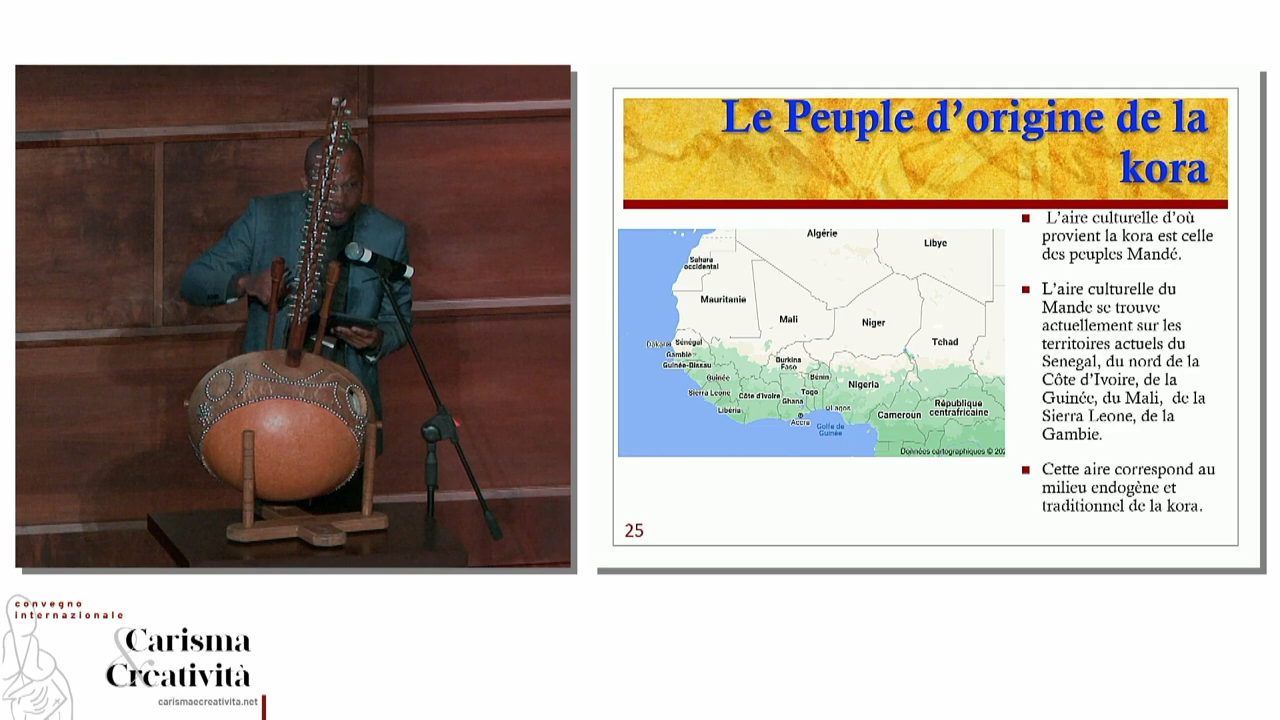 Le Peuple d’origine de la
kora
L’aire culturelle d’où
provient la kora est celle
des peuples Mandé.
L’aire culturelle du
Mande se trouve
actuellement sur les
territoires actuels du
Senegal, du nord de la
Côte d’Ivoire, de la
Guinée, du Mali, de la
Sierra Leone, de la
Gambie.
Cette aire correspond au
milieu endogène et
traditionnel de la kora.
Algérie
Libye
Sahara
occidental
Mauritanie
Mali
Niger
Tchad
Dakar
Sénégal
Gambie
Guinée-Bissau
Burkina
Faso
Guinée
Bénin
Nigeria
Sierra Leone
Côte d'Ivoire
Togo
Ghana
Liberia
Lagos
Accra
Cameroun
République
centrafricaine
Golfe de
Guinée
Données cartographiques © 202
25
convegno
internazionale
Carisma
&
Creatività
carismaecreativita.net